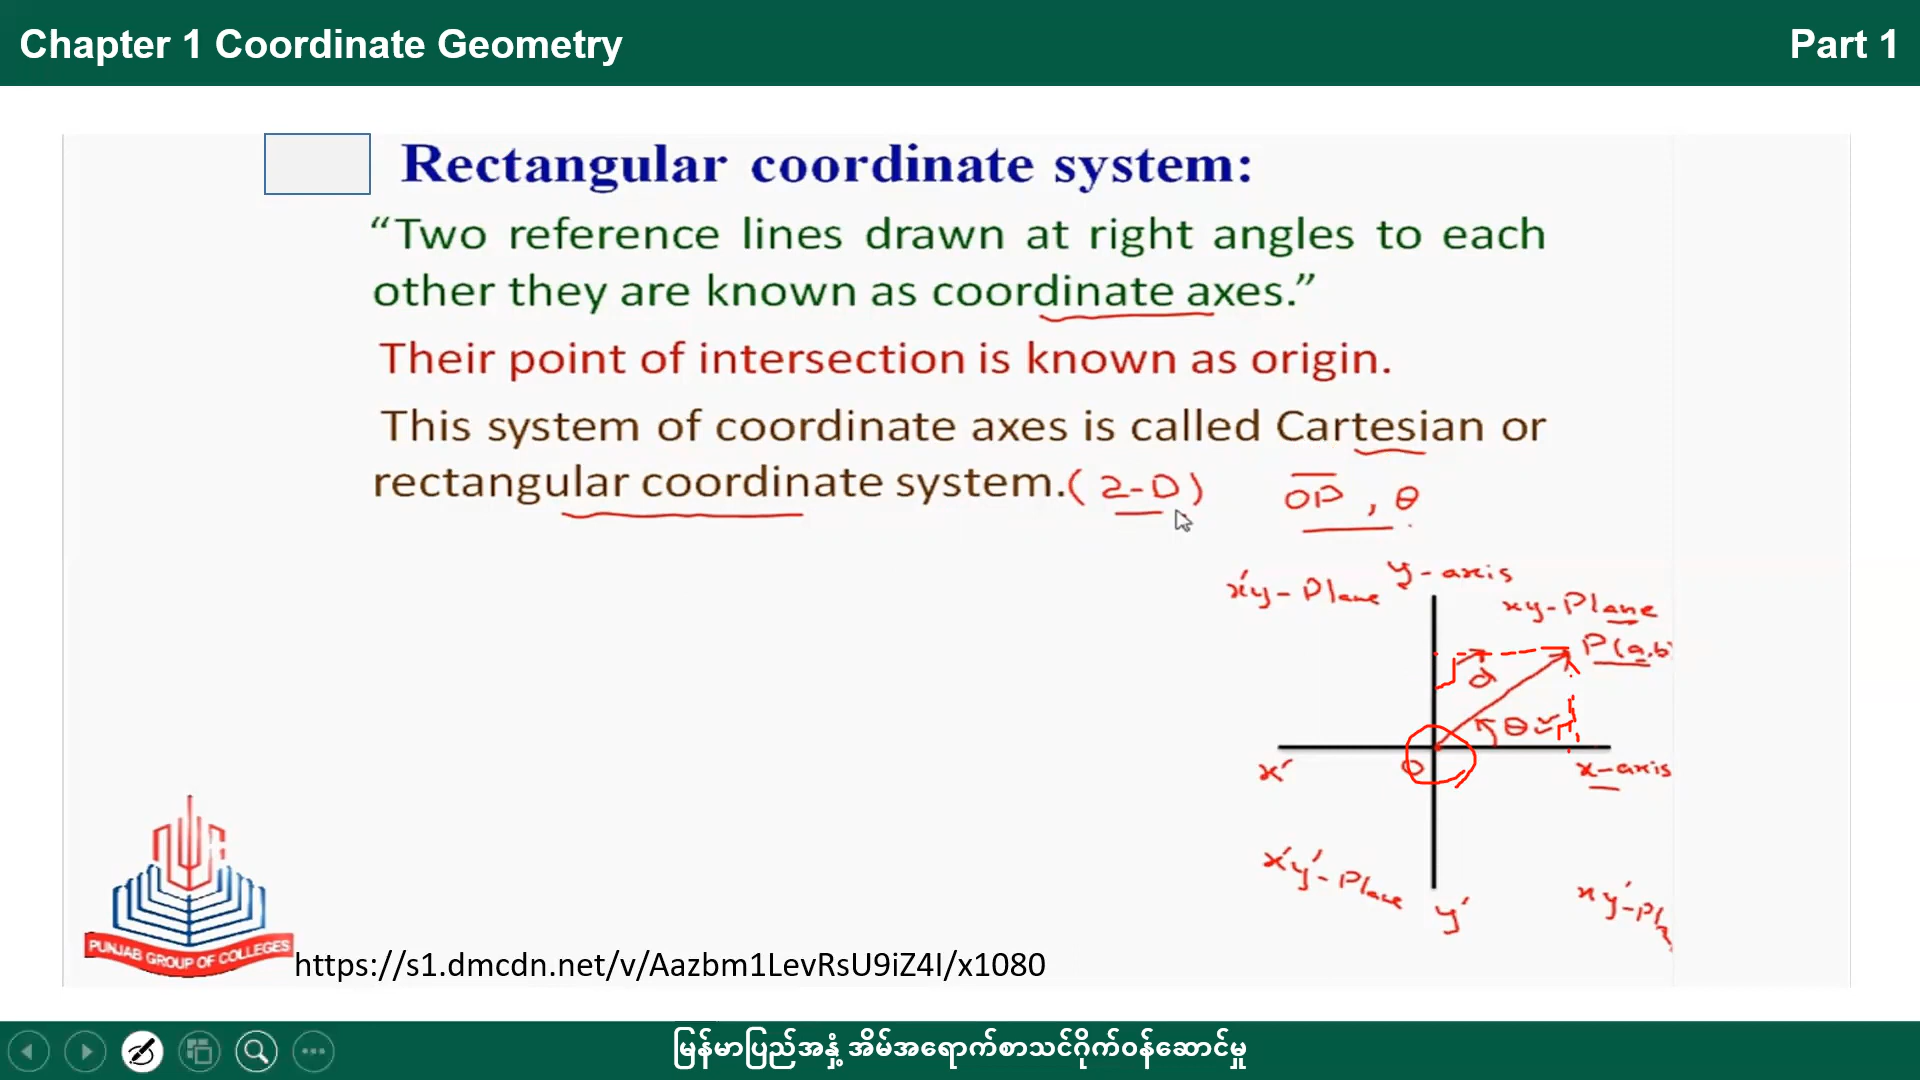 Chapter 1 Coordinate Geometry
Part 1
Rectangular coordinate system:
“Two reference lines drawn at right angles to each
other they are known as coordinate axes.”
Their point of intersection is known as origin.
This system of coordinate axes is called Cartesian or
rectangular coordinate system. (2-D) OP , θ
x'y-Plane
y-axis
xy-Plane
P(a,b)
d
θ
x'
O
x-axis
x'y'-Plane
y'
PUNJAB GROUP OF COLLEGES
https://s1.dmcdn.net/v/Aazbm1LevRsU9iZ4I/x1080
မြန်မာပြည်အနှံ့ အိမ်အရောက်စာသင်ဂိုက်ဝန်ဆောင်မှု